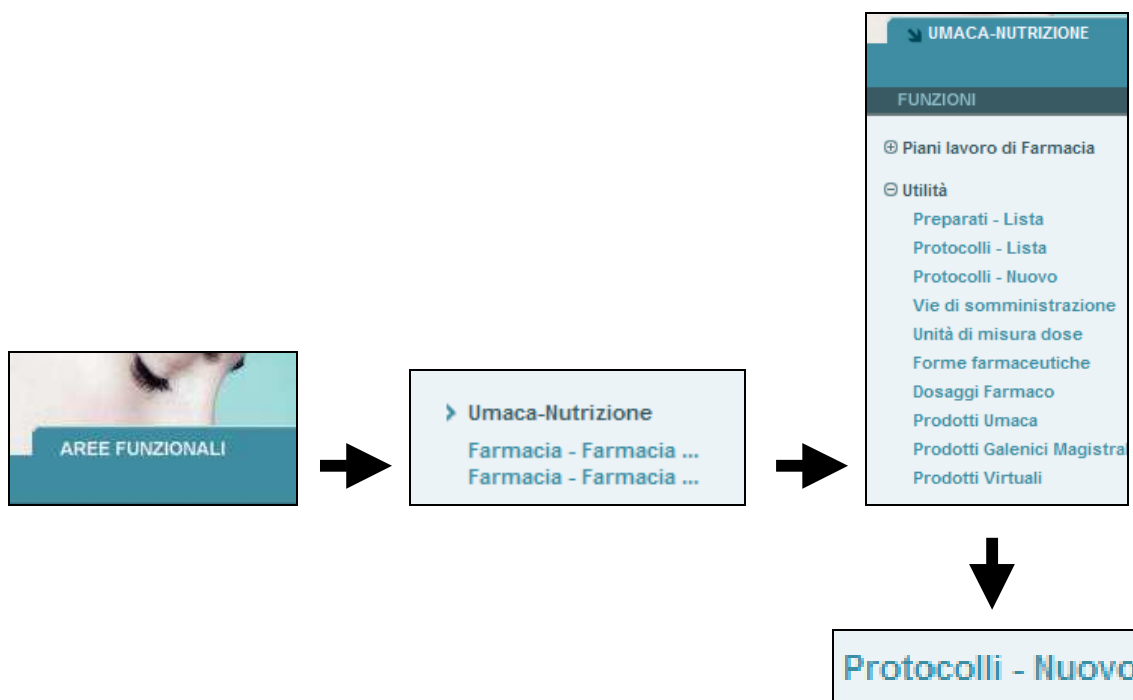 AREE FUNZIONALI
Umaca-Nutrizione
Farmacia - Farmacia ...
Farmacia - Farmacia ...
UMACA-NUTRIZIONE
FUNZIONI
Piani lavoro di Farmacia
Utilità
Preparati - Lista
Protocolli - Lista
Protocolli - Nuovo
Vie di somministrazione
Unità di misura dose
Forme farmaceutiche
Dosaggi Farmaco
Prodotti Umaca
Prodotti Galenici Magistral
Prodotti Virtuali
Protocolli - Nuovo